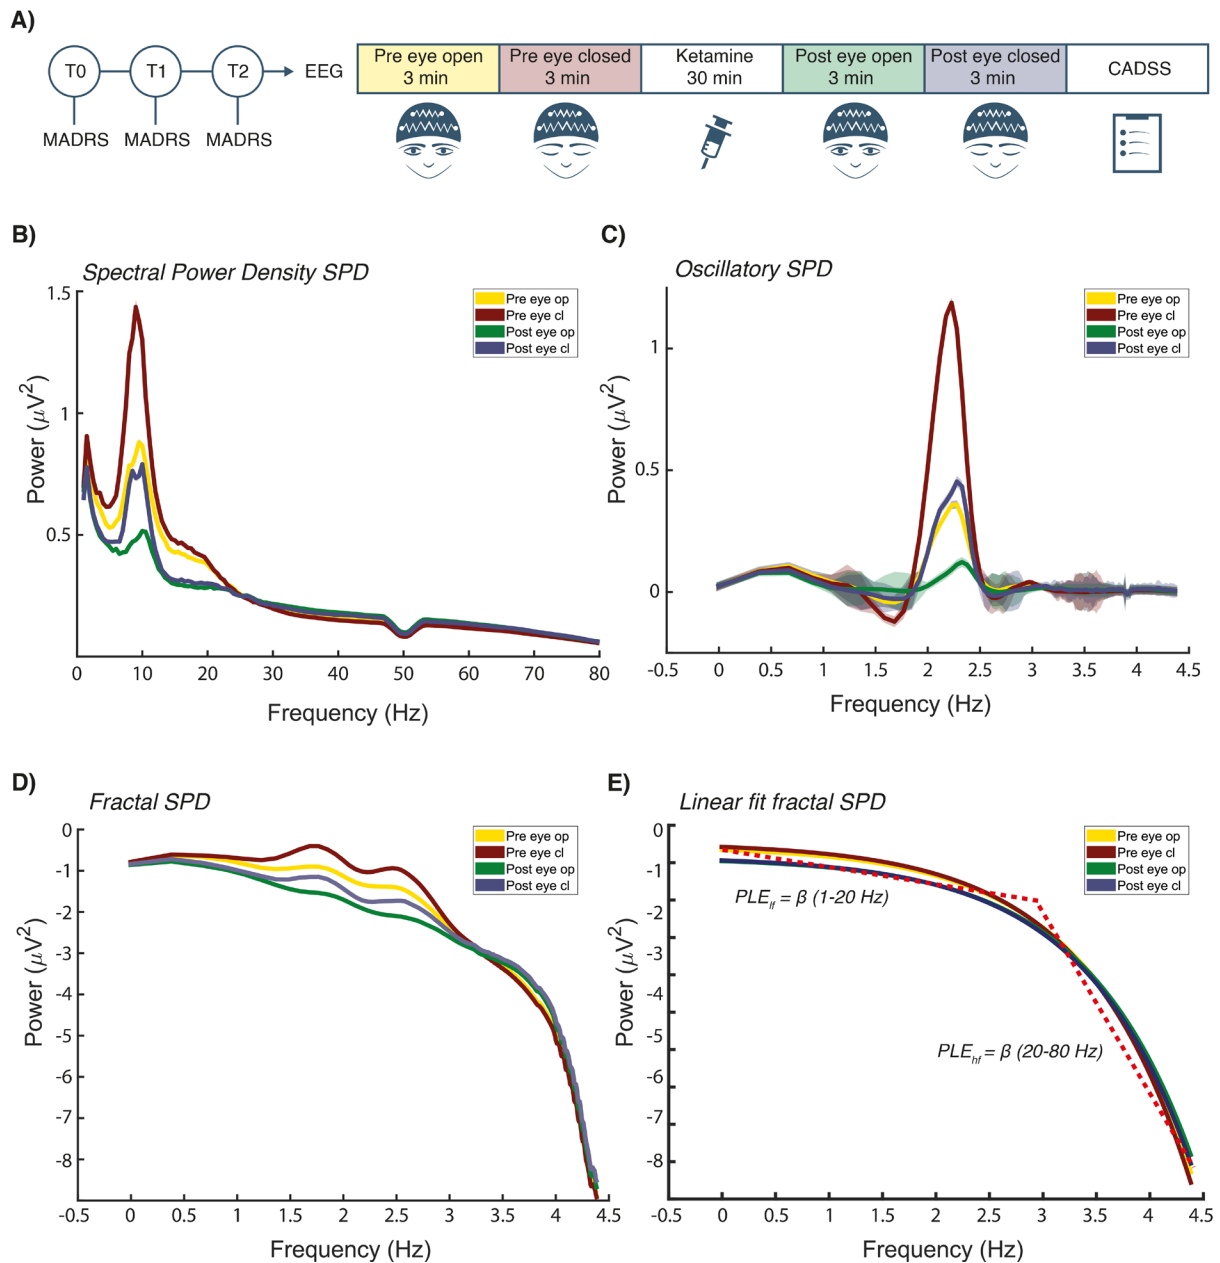 A)
T0
T1
T2
EEG
MADRS
MADRS
MADRS
Pre eye open
3 min
Pre eye closed
3 min
Ketamine
30 min
Post eye open
3 min
Post eye closed
3 min
CADSS
B)
Spectral Power Density SPD
Pre eye op
Pre eye cl
Post eye op
Post eye cl
1.5
1
0.5
Power (μV²)
0 10 20 30 40 50 60 70 80
Frequency (Hz)
C)
Oscillatory SPD
Pre eye op
Pre eye cl
Post eye op
Post eye cl
1
0.5
0
Power (μV²)
-0.5 0 0.5 1 1.5 2 2.5 3 3.5 4 4.5
Frequency (Hz)
D)
Fractal SPD
Pre eye op
Pre eye cl
Post eye op
Post eye cl
0
-1
-2
-3
-4
-5
-6
-7
-8
Power (μV²)
-0.5 0 0.5 1 1.5 2 2.5 3 3.5 4 4.5
Frequency (Hz)
E)
Linear fit fractal SPD
Pre eye op
Pre eye cl
Post eye op
Post eye cl
0
-1
-1
-2
-3
-4
-5
-6
-7
-8
Power (μV²)
PLElf = β (1-20 Hz)
PLEhf = β (20-80 Hz)
-0.5 0 0.5 1 1.5 2 2.5 3 3.5 4 4.5
Frequency (Hz)